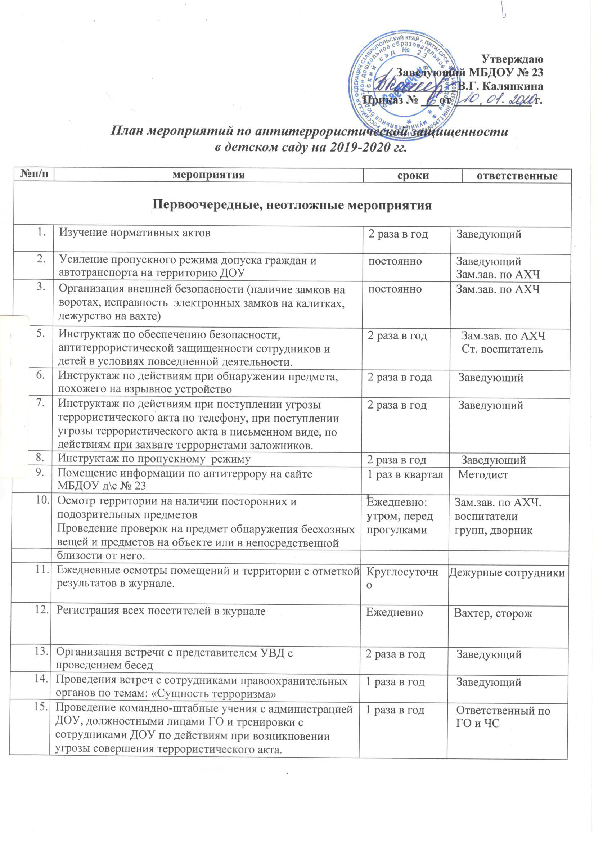 Утверждаю
Заведующий МБДОУ № 23
В.Г. Каляпкина
Приказ № от 10.01.2020г.
План мероприятий по антитеррористической защищенности
в детском саду на 2019-2020 гг.
№п/п мероприятия сроки ответственные
Первоочередные, неотложные мероприятия
1. Изучение нормативных актов 2 раза в год Заведующий
2. Усиление пропускного режима допуска граждан и постоянно Заведующий
автотранспорта на территорию ДОУ Зам.зав. по АХЧ
3. Организация внешней безопасности (наличие замков на постоянно Зам.зав. по АХЧ
воротах, исправность электронных замков на калитках,
дежурство на вахте)
5. Инструктаж по обеспечению безопасности, 2 раза в год Зам.зав. по АХЧ
антитеррористической защищенности сотрудников и Ст. воспитатель
детей в условиях повседневной деятельности.
6. Инструктаж по действиям при обнаружении предмета, 2 раза в года Заведующий
похожего на взрывное устройство
7. Инструктаж по действиям при поступлении угрозы 2 раза в год Заведующий
террористического акта по телефону, при поступлении
угрозы террористического акта в письменном виде, по
действиям при захвате террористами заложников.
8. Инструктаж по пропускному режиму 2 раза в год Заведующий
9. Помещение информации по антитеррору на сайте 1 раз в квартал Методист
МБДОУ д\с № 23
10. Осмотр территории на наличии посторонних и Ежедневно: Зам.зав. по АХЧ.
подозрительных предметов утром, перед воспитатели
Проведение проверок на предмет обнаружения бесхозных прогулками групп, дворник
вещей и предметов на объекте или в непосредственной
близости от него.
11. Ежедневные осмотры помещений и территории с отметкой Круглосуточн Дежурные сотрудники
результатов в журнале. о
12. Регистрация всех посетителей в журнале Ежедневно Вахтер, сторож
13. Организация встречи с представителем УВД с 2 раза в год Заведующий
проведением бесед
14. Проведения встреч с сотрудниками правоохранительных 1 раза в год Заведующий
органов по темам: «Сущность терроризма»
15. Проведение командно-штабные учения с администрацией 1 раза в год Ответственный по
ДОУ, должностными лицами ГО и тренировки с ГО и ЧС
сотрудниками ДОУ по действиям при возникновении
угрозы совершения террористического акта.